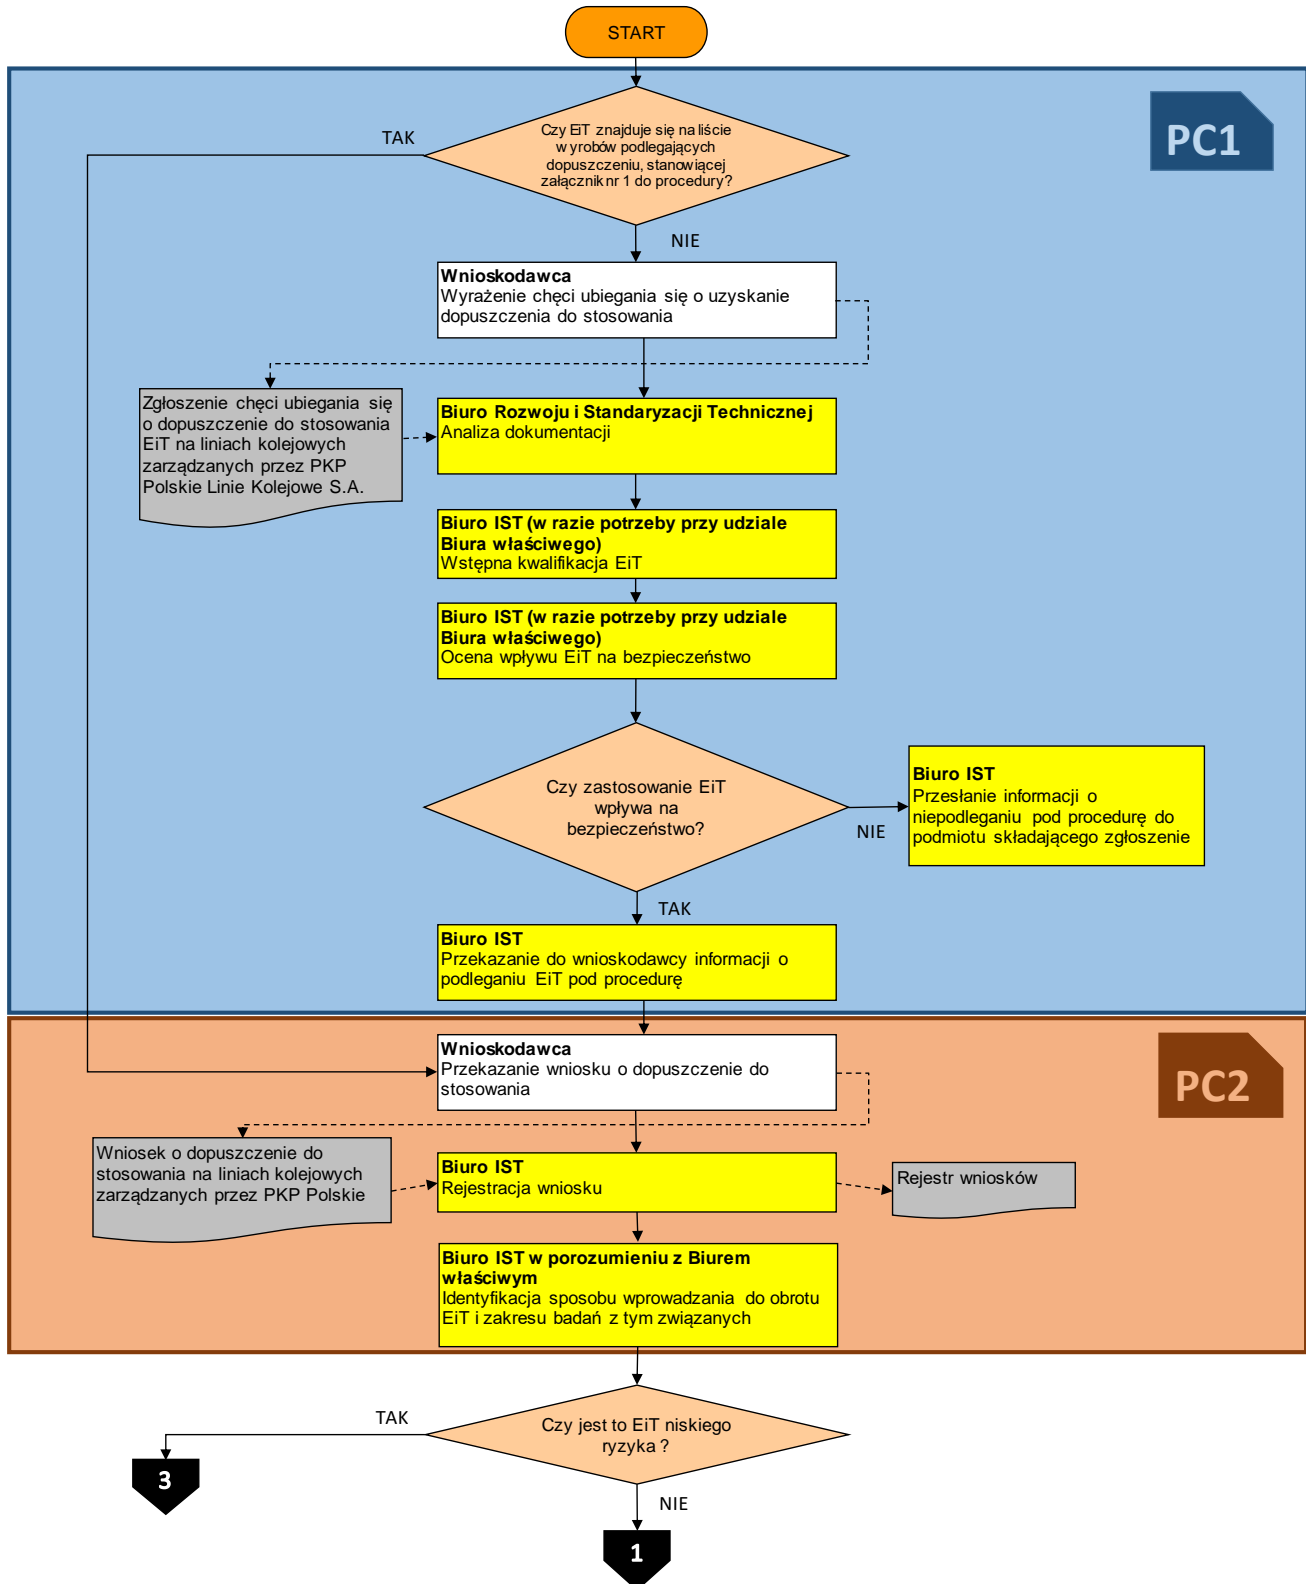 START
PC1
Czy EiT znajduje się na liście
wyrobów podlegających
dopuszczeniu, stanowiącej
załącznik nr 1 do procedury?
TAK
NIE
Wnioskodawca
Wyrażenie chęci ubiegania się o uzyskanie
dopuszczenia do stosowania
Zgłoszenie chęci ubiegania się
o dopuszczenie do stosowania
EiT na liniach kolejowych
zarządzanych przez PKP
Polskie Linie Kolejowe S.A.
Biuro Rozwoju i Standaryzacji Technicznej
Analiza dokumentacji
Biuro IST (w razie potrzeby przy udziale
Biura właściwego)
Wstępna kwalifikacja EiT
Biuro IST (w razie potrzeby przy udziale
Biura właściwego)
Ocena wpływu EiT na bezpieczeństwo
Czy zastosowanie EiT
wpływa na
bezpieczeństwo?
NIE
Biuro IST
Przesłanie informacji o
niepodleganiu pod procedurę do
podmiotu składającego zgłoszenie
TAK
Biuro IST
Przekazanie do wnioskodawcy informacji o
podleganiu EiT pod procedurę
PC2
Wnioskodawca
Przekazanie wniosku o dopuszczenie do
stosowania
Wniosek o dopuszczenie do
stosowania na liniach kolejowych
zarządzanych przez PKP Polskie
Biuro IST
Rejestracja wniosku
Rejestr wniosków
Biuro IST w porozumieniu z Biurem
właściwym
Identyfikacja sposobu wprowadzania do obrotu
EiT i zakresu badań z tym związanych
Czy jest to EiT niskiego
ryzyka ?
TAK
3
NIE
1